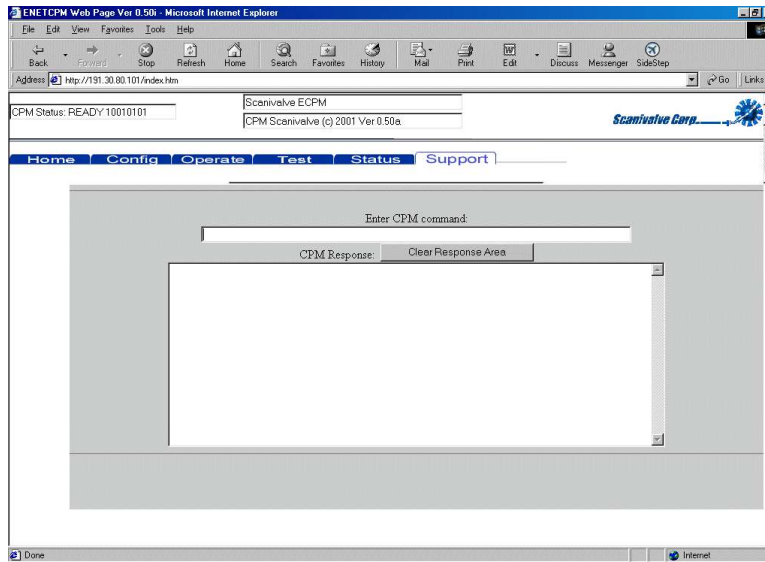 ENETCPM Web Page Ver 0.50i - Microsoft Internet Explorer
File Edit View Favorites Tools Help
Back Forward Stop Refresh Home Search Favorites History Mail Print Edit Discuss Messenger SideStep
Address http://191.30.80.101/index.htm Go Links
CPM Status: READY 10010101
Scanivalve ECPM
CPM Scanivalve (c) 2001 Ver 0.50a
Scanivalve Corp.
Home Config Operate Test Status Support
Enter CPM command:
CPM Response: Clear Response Area
Done Internet